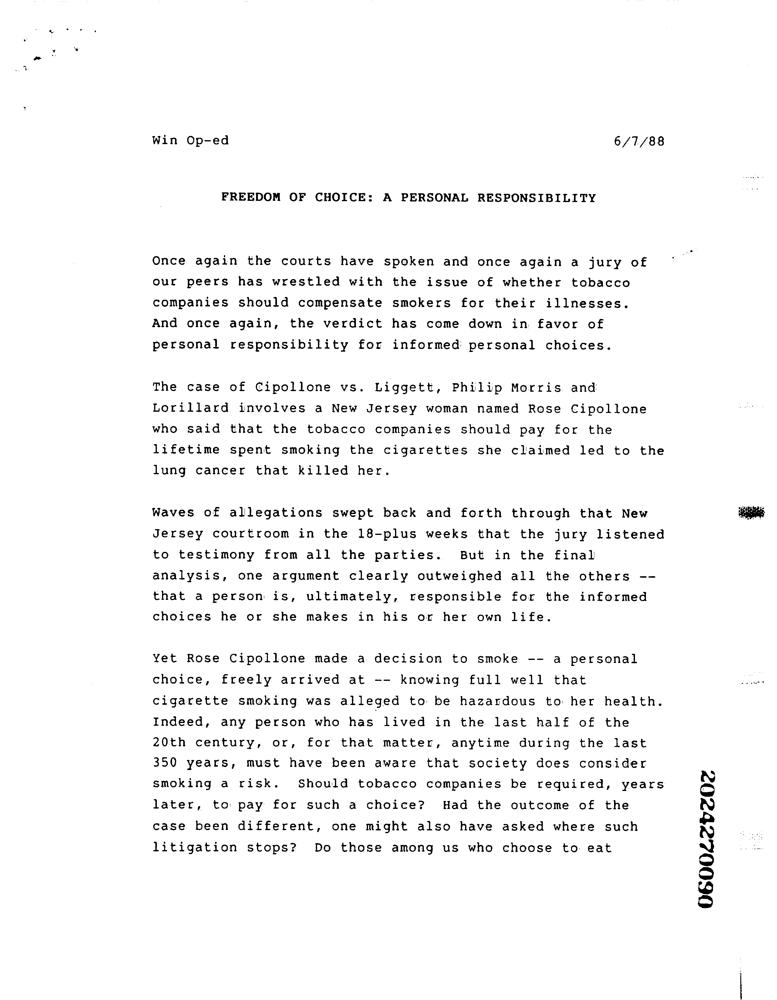 Win Op-ed 6/7/88
FREEDOM OF CHOICE: A PERSONAL RESPONSIBILITY
Once again the courts have spoken and once again a jury of
our peers has wrestled with the issue of whether tobacco
companies should compensate smokers for their illnesses.
And once again, the verdict has come down in favor of
personal responsibility for informed personal choices.
The case of Cipollone vs. Liggett, Philip Morris and
Lorillard involves a New Jersey woman named Rose Cipollone
who said that the tobacco companies should pay for the
lifetime spent smoking the cigarettes she claimed led to the
lung cancer that killed her.
Waves of allegations swept back and forth through that New
Jersey courtroom in the 18-plus weeks that the jury listened
to testimony from all the parties. But in the final
analysis, one argument clearly outweighed all the others --
that a person is, ultimately, responsible for the informed
choices he or she makes in his or her own life.
Yet Rose Cipollone made a decision to smoke -- a personal
choice, freely arrived at -- knowing full well that
cigarette smoking was alleged to be hazardous to her health.
Indeed, any person who has lived in the last half of the
20th century, or, for that matter, anytime during the last
350 years, must have been aware that society does consider
smoking a risk. Should tobacco companies be required, years
later, to pay for such a choice? Had the outcome of the
case been different, one might also have asked where such
litigation stops? Do those among us who choose to eat
2024270090